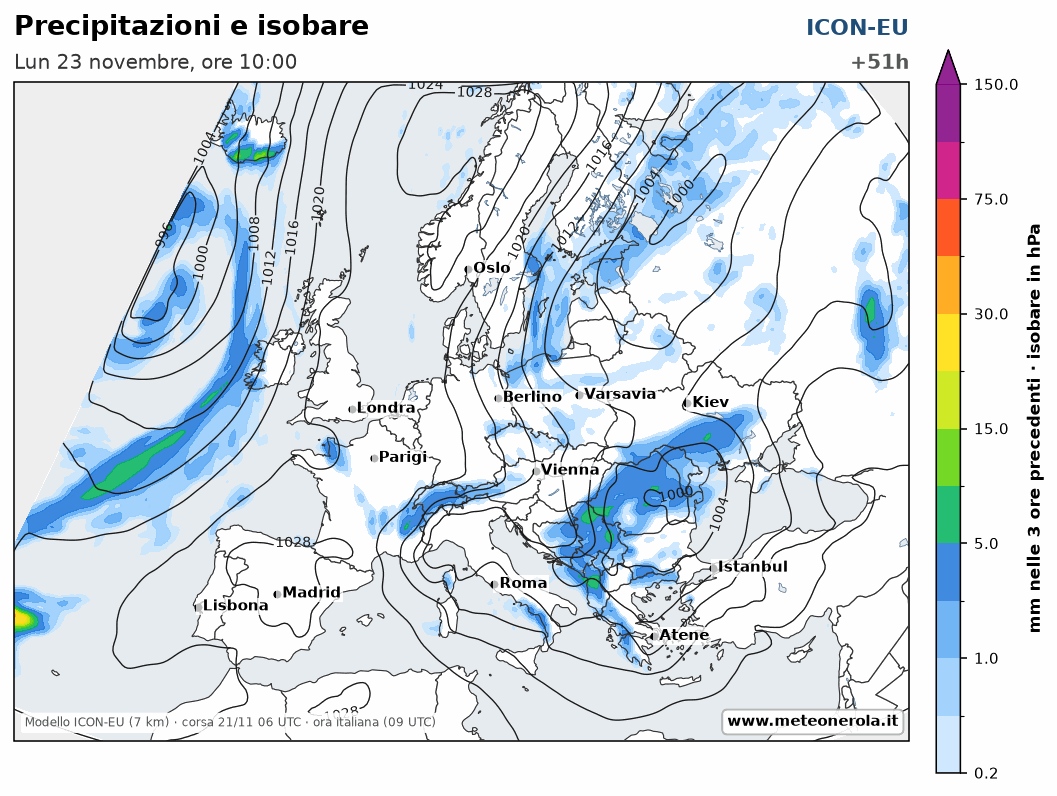 Precipitazioni e isobare
ICON-EU
Lun 23 novembre, ore 10:00
+51h
1024
1028
150.0
1004
1016
1004
1000
75.0
1020
996
1008
1016
1012
1020
1012
1000
Oslo
30.0
Berlino
Varsavia
Kiev
Londra
15.0
Parigi
Vienna
1000
1004
1028
5.0
Istanbul
Roma
Madrid
Lisbona
Atene
1.0
1028
Modello ICON-EU (7 km) · corsa 21/11 06 UTC · ora italiana (09 UTC)
www.meteonerola.it
0.2
mm nelle 3 ore precedenti · isobare in hPa